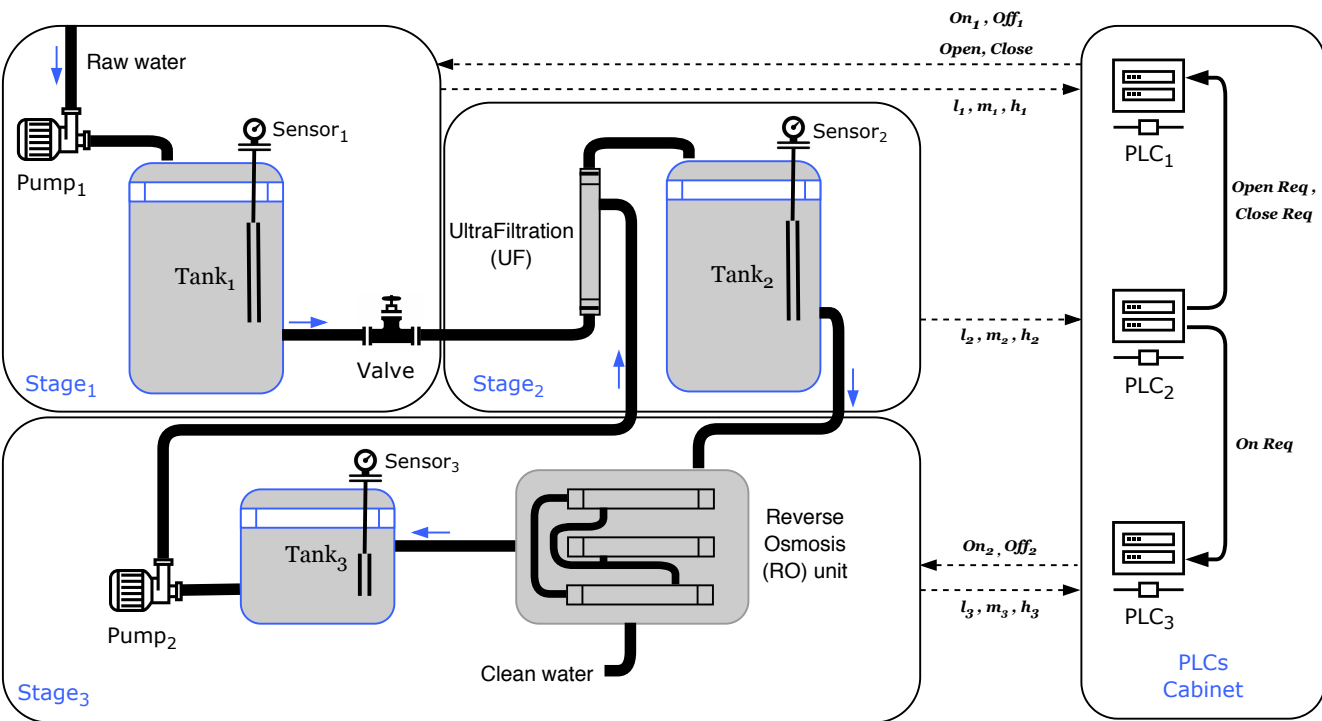 On₁ , Off₁
Open, Close
l₁ , m₁ , h₁
Raw water
Sensor₁
Pump₁
Tank₁
Valve
Stage₁
Sensor₂
UltraFiltration
(UF)
Tank₂
Stage₂
l₂ , m₂ , h₂
PLC₁
Open Req ,
Close Req
PLC₂
On Req
Sensor₃
Tank₃
Pump₂
Reverse
Osmosis
(RO) unit
Clean water
Stage₃
On₂ , Off₂
l₃ , m₃ , h₃
PLC₃
PLCs
Cabinet